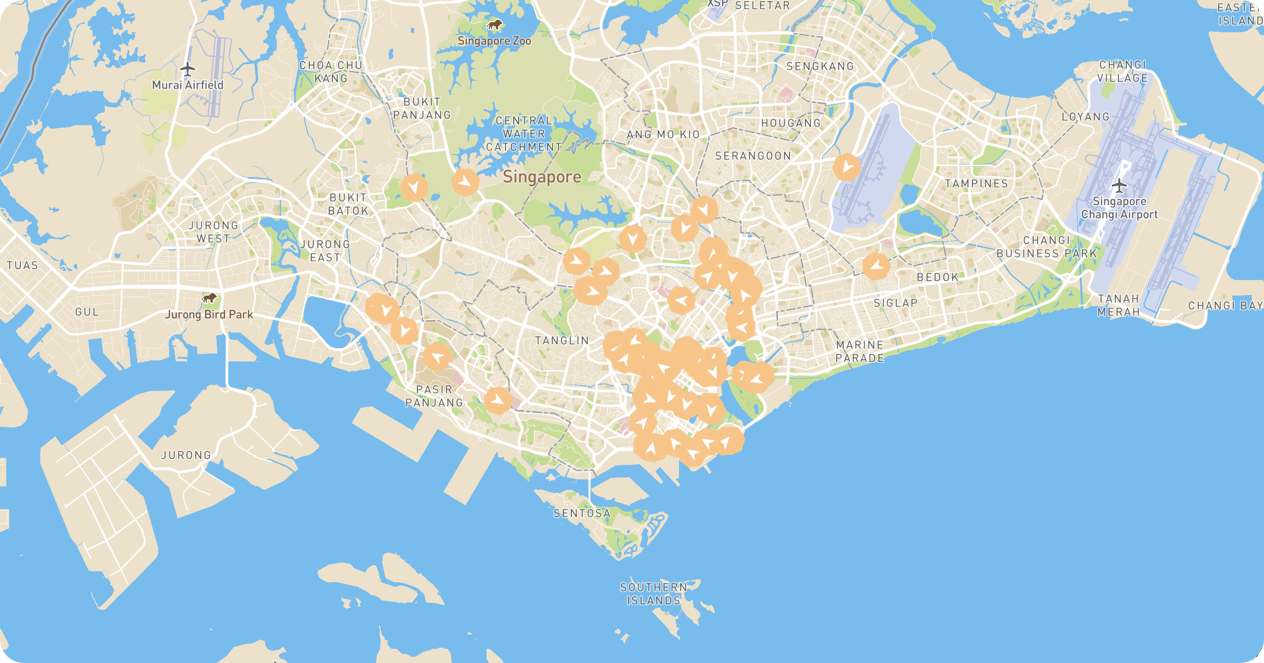 XSP
SELETAR
EASTE
ISLAND
Singapore Zoo
CHOA CHU
KANG
SENGKANG
CHANGI
VILLAGE
Murai Airfield
BUKIT
PANJANG
CENTRAL
WATER
CATCHMENT
ANG MO KIO
HOUGANG
LOYANG
SERANGOON
Singapore
TAMPINES
BUKIT
BATOK
Singapore
Changi Airport
JURONG
WEST
JURONG
EAST
CHANGI
BUSINESS PARK
TUAS
BEDOK
GUL
Jurong Bird Park
SIGLAP
TANAH
MERAH
CHANGI BAY
TANGLIN
MARINE
PARADE
PASIR
PANJANG
JURONG
SENTOSA
SOUTHERN
ISLANDS